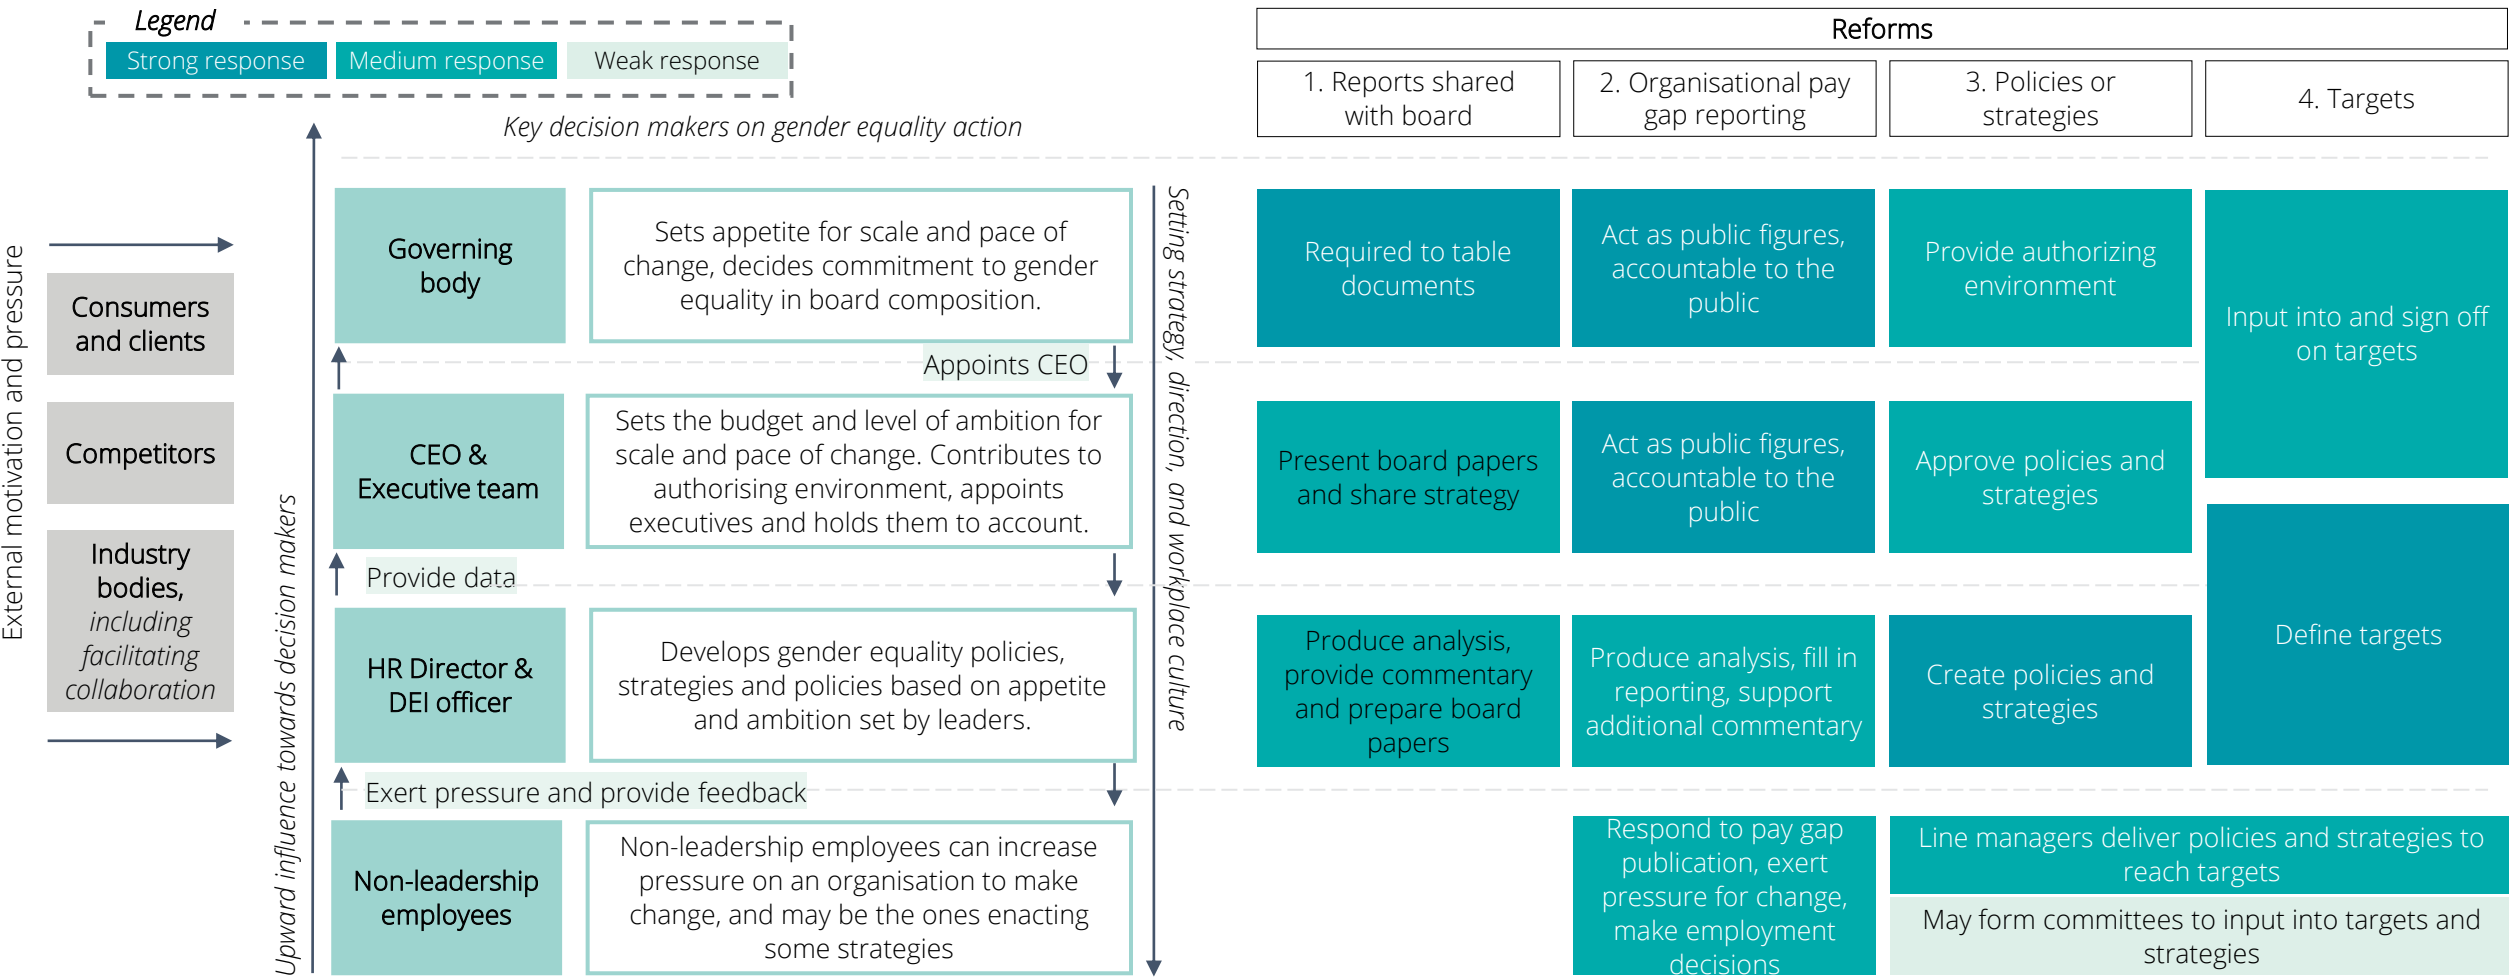 Legend
Strong response
Medium response
Weak response
Reforms
1. Reports shared
with board
2. Organisational pay
gap reporting
3. Policies or
strategies
4. Targets
Key decision makers on gender equality action
External motivation and pressure
Consumers
and clients
Competitors
Industry
bodies,
including
facilitating
collaboration
Upward influence towards decision makers
Setting strategy, direction, and workplace culture
Governing
body
Sets appetite for scale and pace of
change, decides commitment to gender
equality in board composition.
Required to table
documents
Act as public figures,
accountable to the
public
Provide authorizing
environment
Input into and sign off
on targets
Appoints CEO
CEO &
Executive team
Sets the budget and level of ambition for
scale and pace of change. Contributes to
authorising environment, appoints
executives and holds them to account.
Present board papers
and share strategy
Act as public figures,
accountable to the
public
Approve policies and
strategies
Provide data
HR Director &
DEI officer
Develops gender equality policies,
strategies and policies based on appetite
and ambition set by leaders.
Produce analysis,
provide commentary
and prepare board
papers
Produce analysis, fill in
reporting, support
additional commentary
Create policies and
strategies
Define targets
Exert pressure and provide feedback
Non-leadership
employees
Non-leadership employees can increase
pressure on an organisation to make
change, and may be the ones enacting
some strategies
Respond to pay gap
publication, exert
pressure for change,
make employment
decisions
Line managers deliver policies and strategies to
reach targets
May form committees to input into targets and
strategies